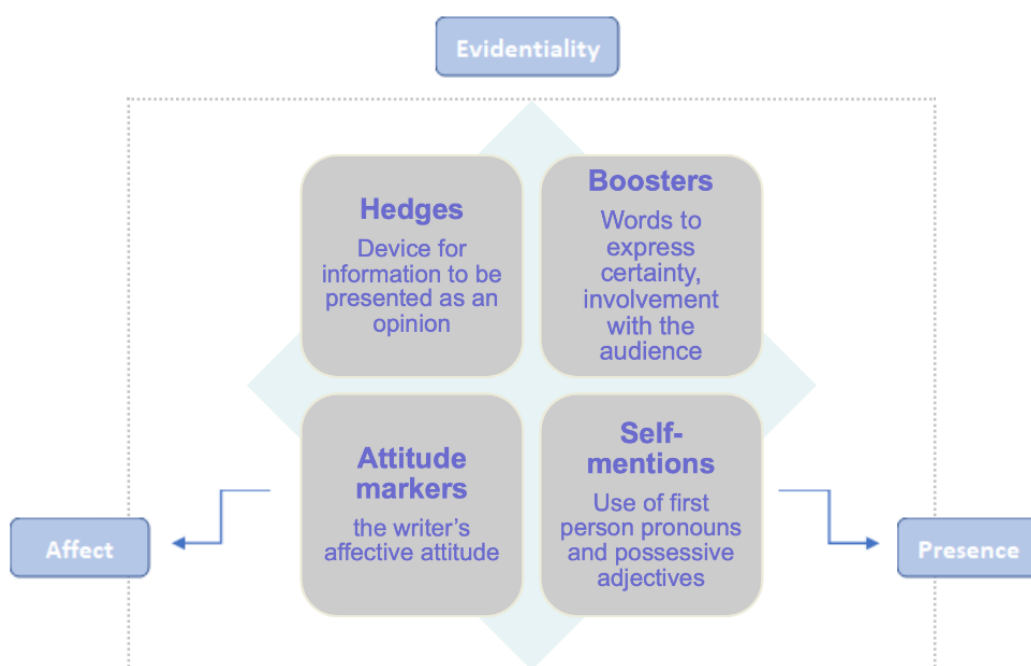 Evidentiality
Hedges
Device for
information to be
presented as an
opinion
Boosters
Words to
express
certainty,
involvement
with the
audience
Attitude
markers
the writer's
affective attitude
Self-
mentions
Use of first
person pronouns
and possessive
adjectives
Affect
Presence